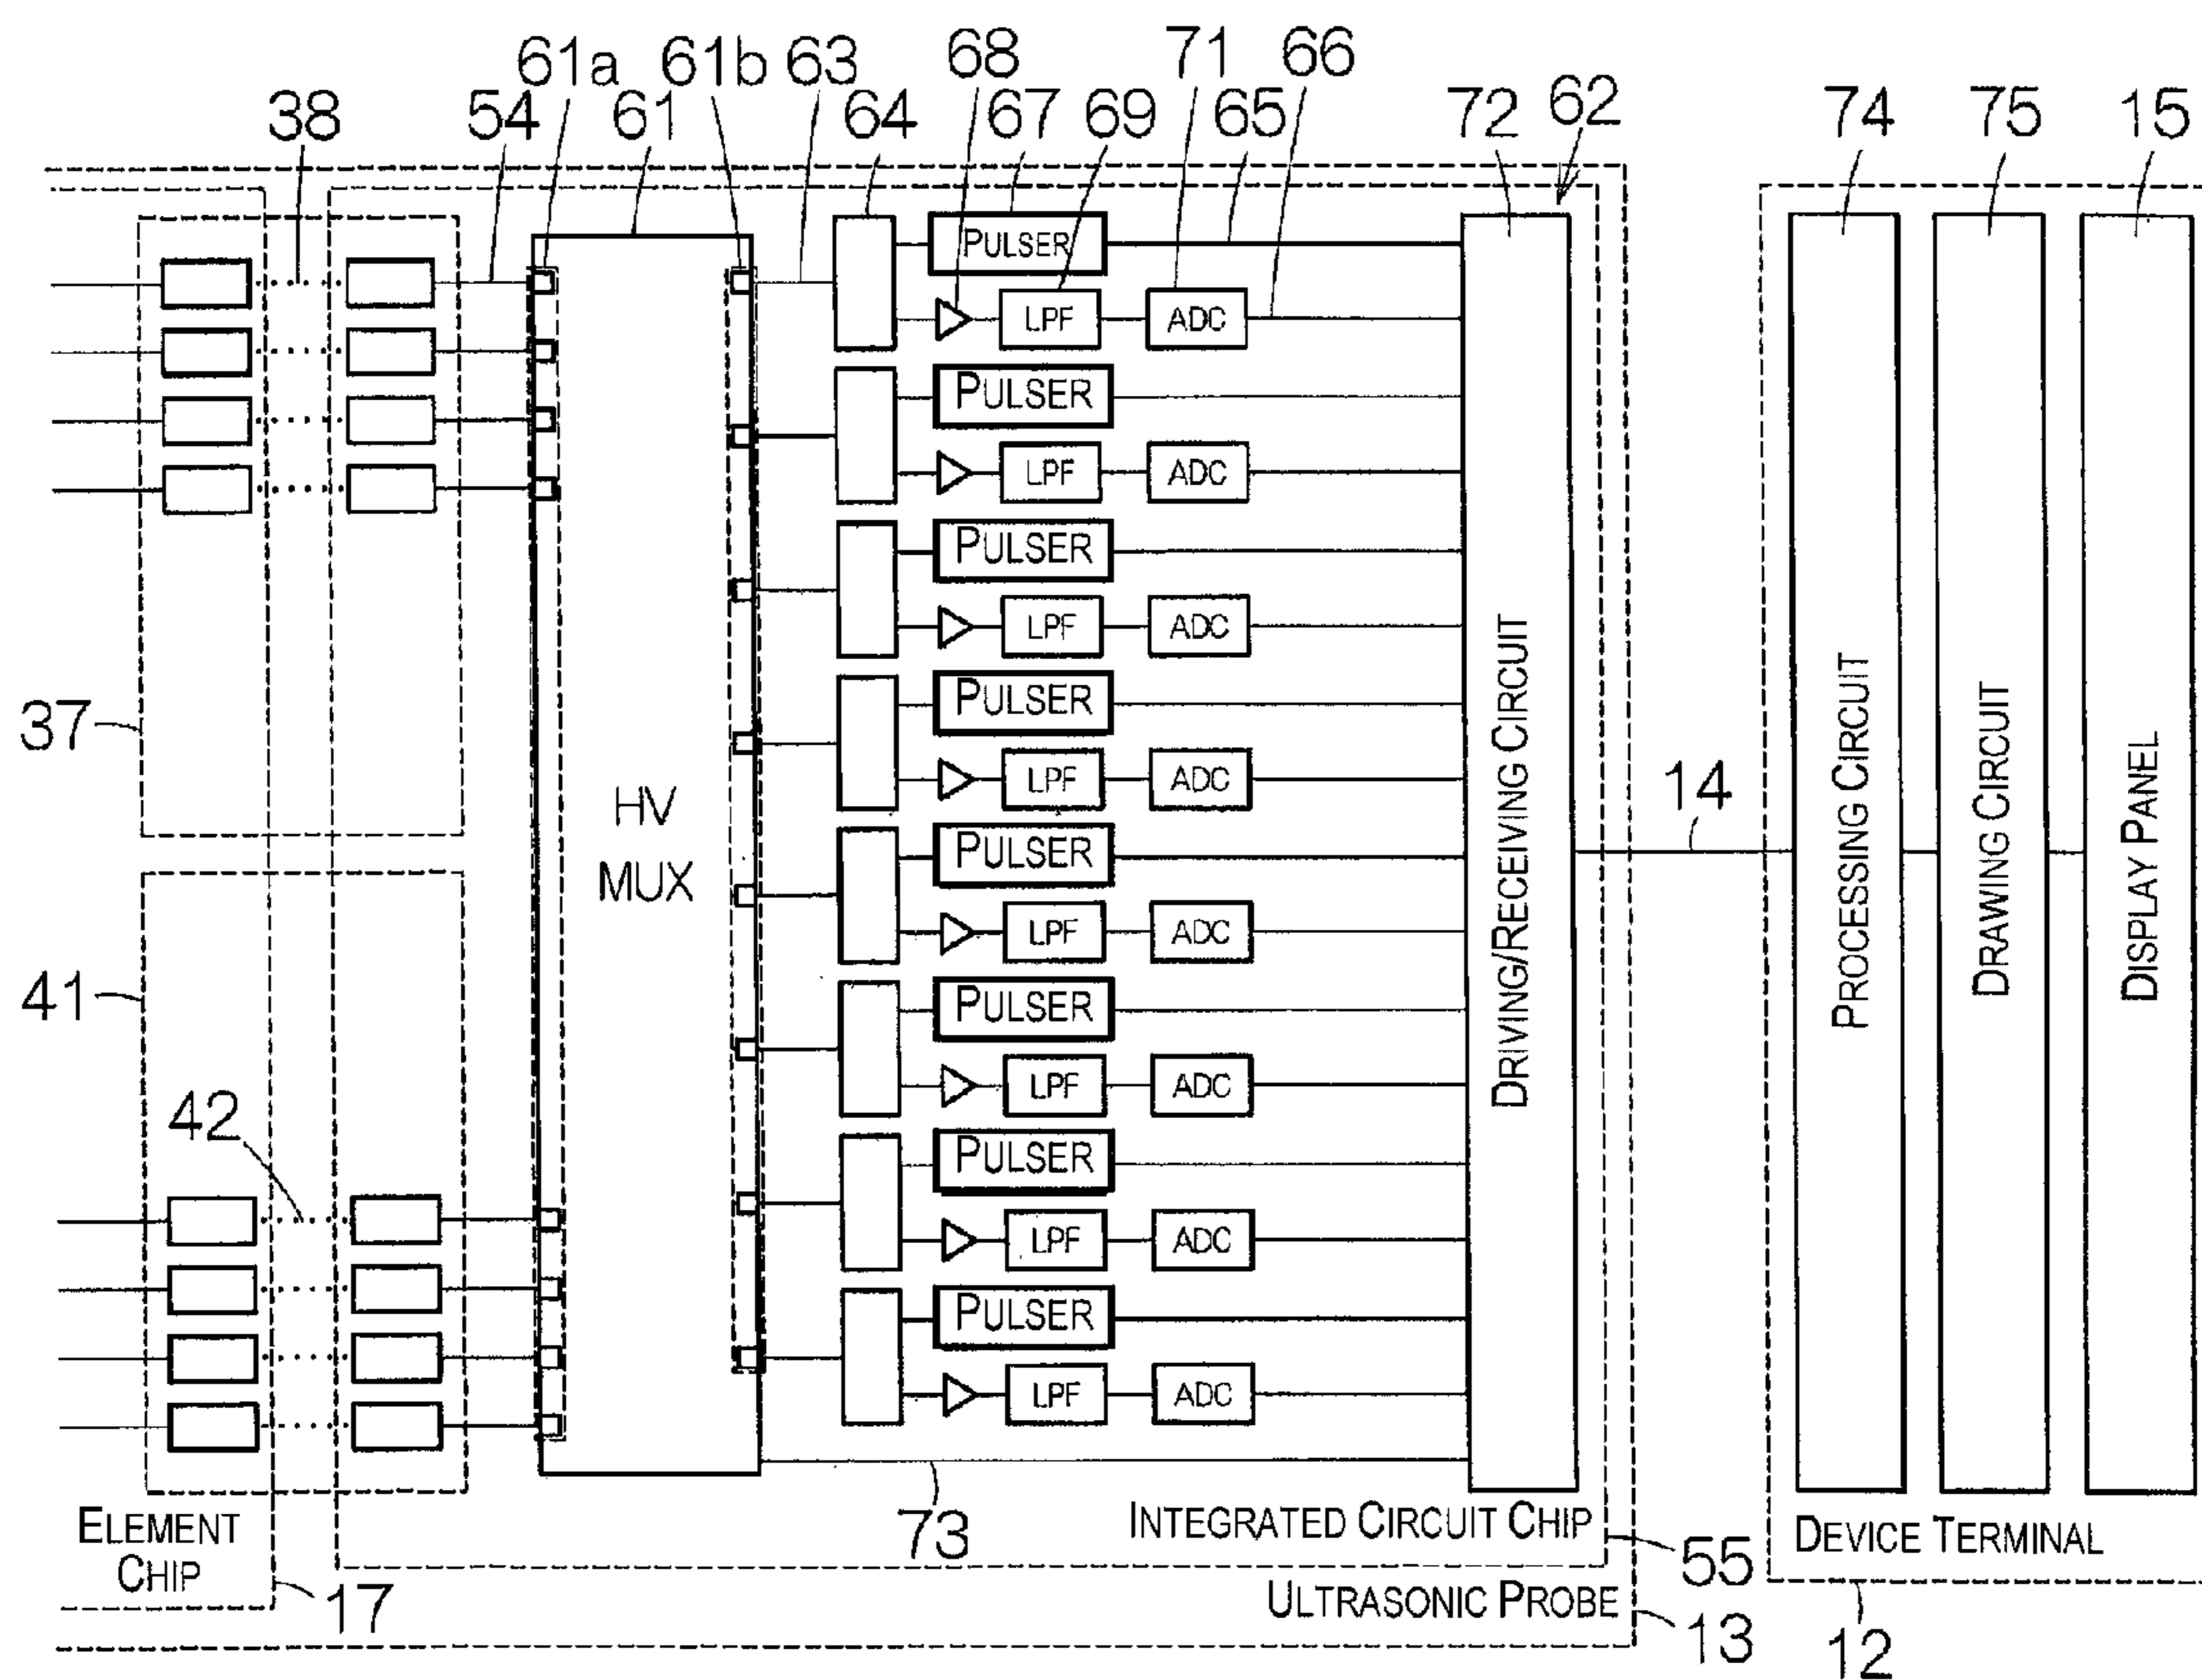 61a 61b 63 68 71 66
38 54 61 64 67 69 65 72 62 74 75 15
PULSER
LPF ADC
PULSER
LPF ADC
PULSER
LPF ADC
PULSER
LPF ADC
PULSER
LPF ADC
PULSER
LPF ADC
PULSER
LPF ADC
PULSER
LPF ADC
37
HV
MUX
14
41
42
DRIVING/RECEIVING CIRCUIT
PROCESSING CIRCUIT
DRAWING CIRCUIT
DISPLAY PANEL
73
ELEMENT
CHIP
17
INTEGRATED CIRCUIT CHIP
55
ULTRASONIC PROBE
13
DEVICE TERMINAL
12